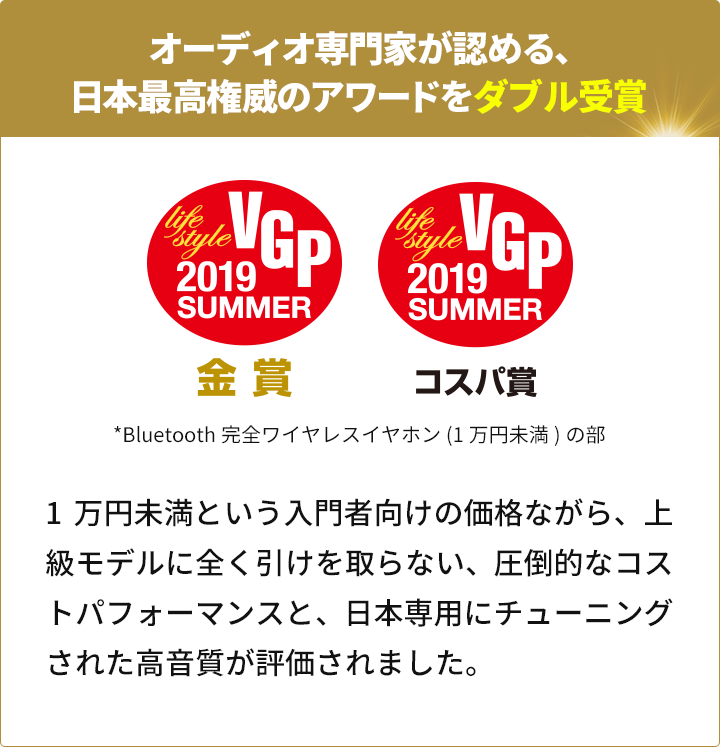 オーディオ専門家が認める、
日本最高権威のアワードをダブル受賞
life style VGP 2019 SUMMER
life style VGP 2019 SUMMER
金賞
コスパ賞
*Bluetooth 完全ワイヤレスイヤホン (1 万円未満 ) の部
1 万円未満という入門者向けの価格ながら、上
級モデルに全く引けを取らない、圧倒的なコス
トパフォーマンスと、日本専用にチューニング
された高音質が評価されました。